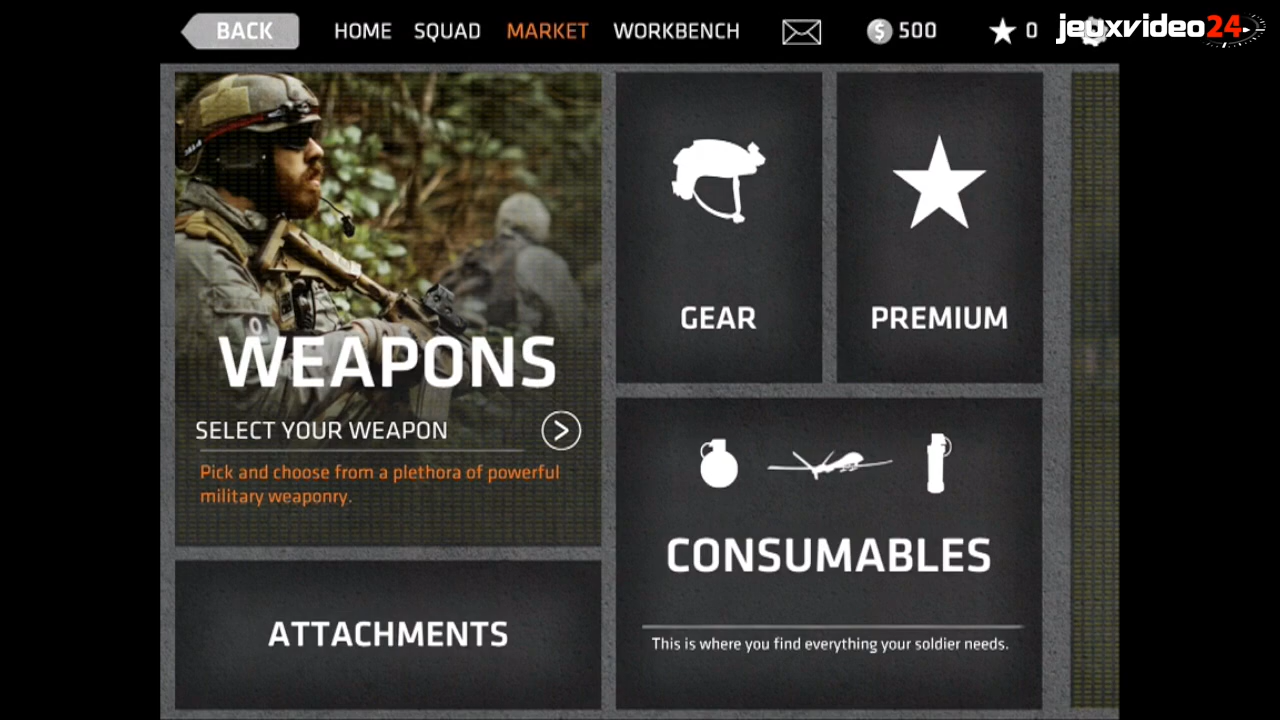 BACK
HOME
SQUAD
MARKET
WORKBENCH
500
0
jeuxvideo24
WEAPONS
SELECT YOUR WEAPON
Pick and choose from a plethora of powerful
military weaponry.
ATTACHMENTS
GEAR
PREMIUM
CONSUMABLES
This is where you find everything your soldier needs.